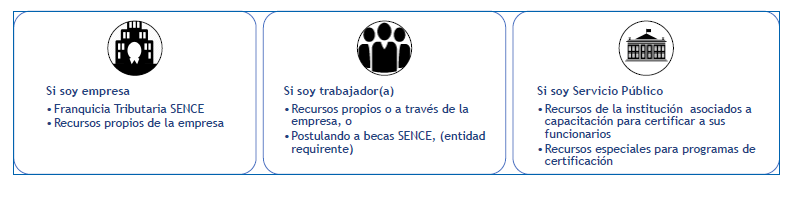 Si soy empresa
• Franquicia Tributaria SENCE
• Recursos propios de la empresa
Si soy trabajador(a)
• Recursos propios o a través de la
empresa, o
• Postulando a becas SENCE, (entidad
requirente)
Si soy Servicio Público
• Recursos de la institución asociados a
capacitación para certificar a sus
funcionarios
• Recursos especiales para programas de
certificación